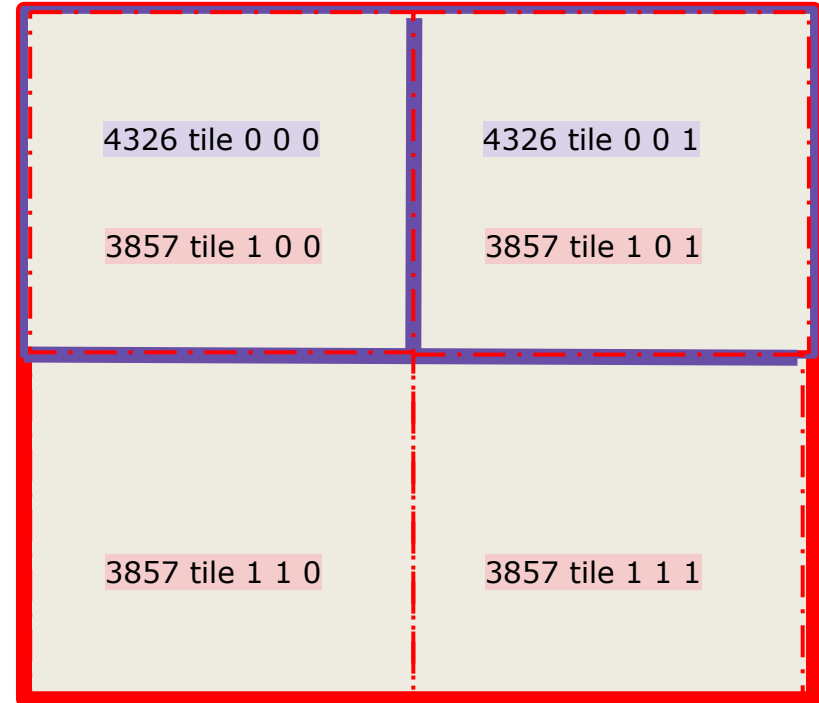 4326 tile 0 0 0
4326 tile 0 0 1
3857 tile 1 0 0
3857 tile 1 0 1
3857 tile 1 1 0
3857 tile 1 1 1